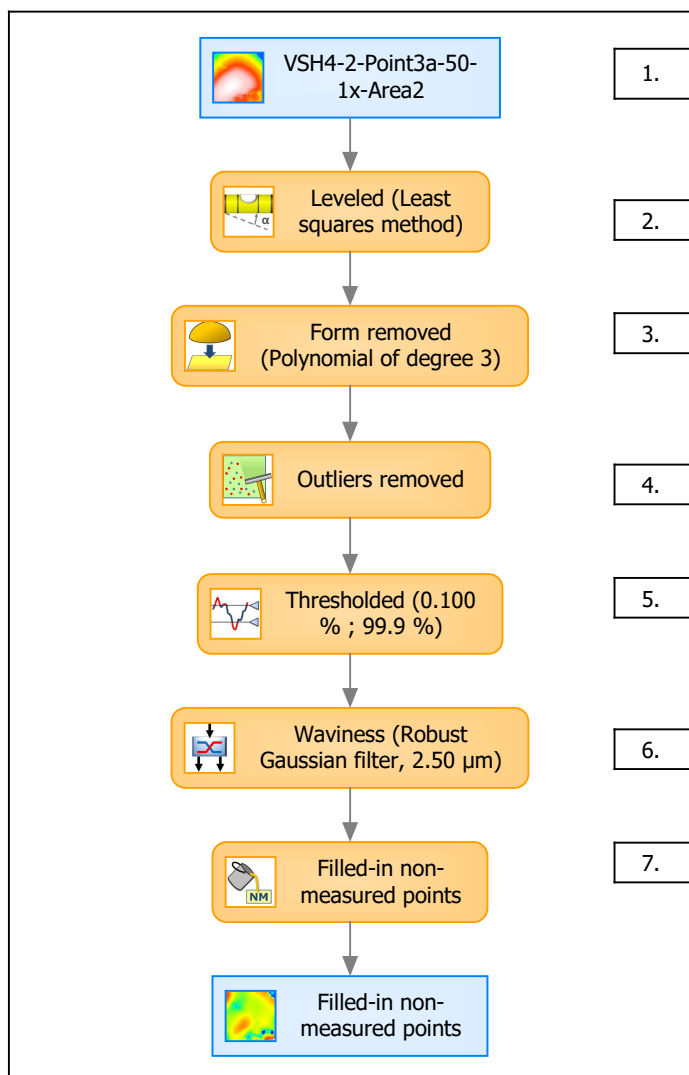 VSH4-2-Point3a-50-
1x-Area2
1.
Leveled (Least
squares method)
α
2.
Form removed
(Polynomial of degree 3)
3.
Outliers removed
4.
Thresholded (0.100
% ; 99.9 %)
5.
Waviness (Robust
Gaussian filter, 2.50 µm)
6.
Filled-in non-
measured points
NM
7.
Filled-in non-
measured points